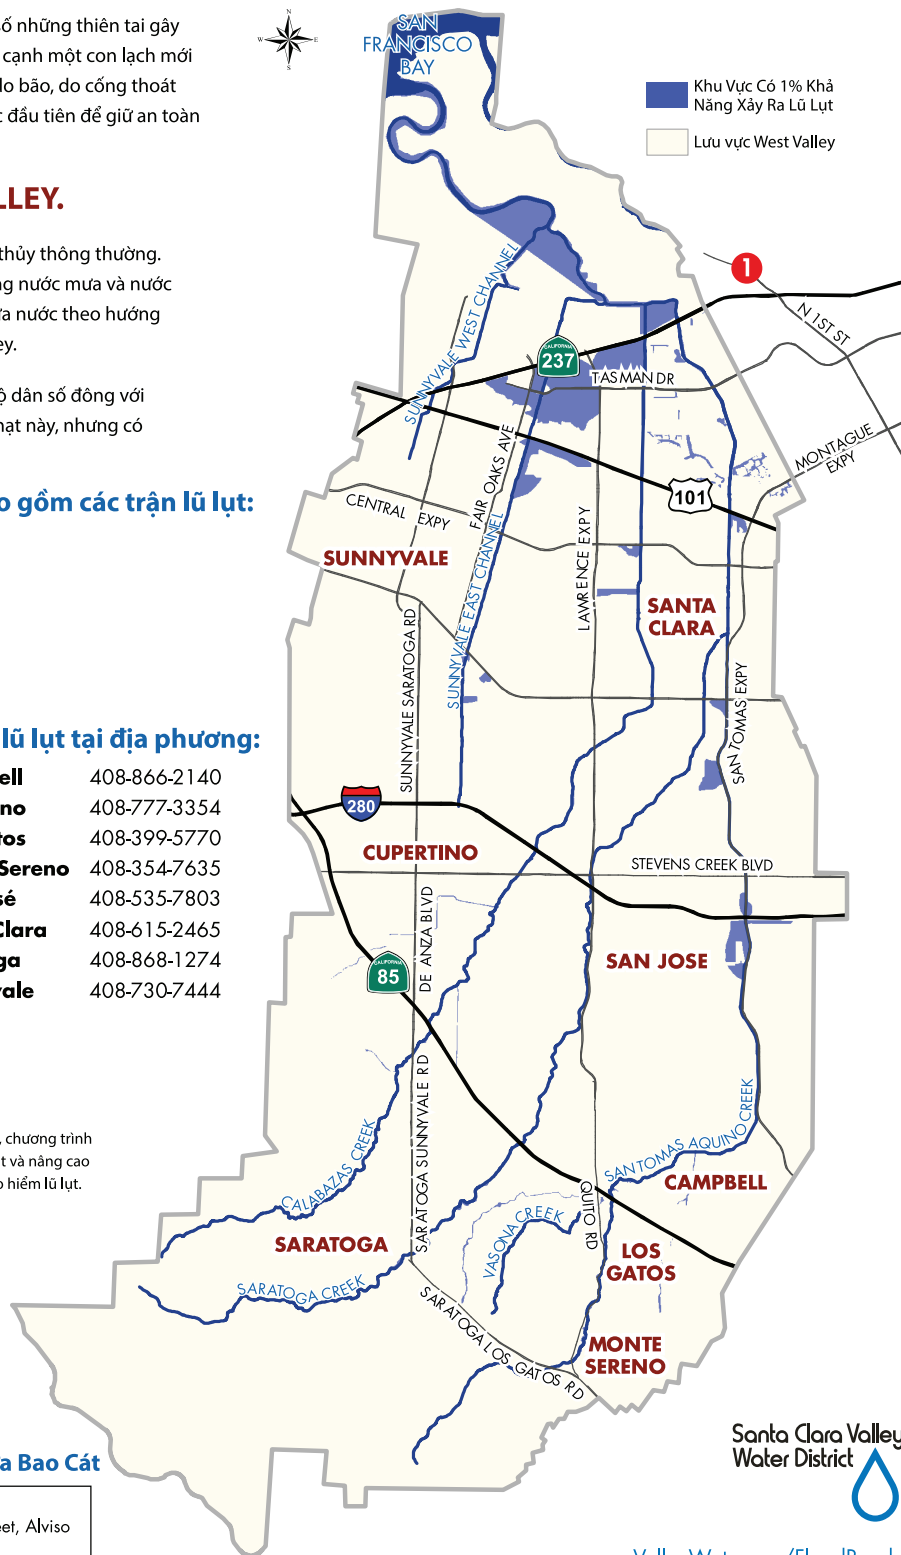 số những thiên tai gây
cạnh một con lạch mới
do bão, do cống thoát
đầu tiên để giữ an toàn
LLEY.
thủy thông thường.
nước mưa và nước
nước theo hướng
dân số đông với
này, nhưng có
gồm các trận lũ lụt:
lũ lụt tại địa phương:
ell 408-866-2140
no 408-777-3354
tos 408-399-5770
Sereno 408-354-7635
sé 408-535-7803
Clara 408-615-2465
ga 408-868-1274
vale 408-730-7444
, chương trình
t và nâng cao
hiểm lũ lụt.
a Bao Cát
eet, Alviso
N
W E
S
SAN
FRANCISCO
BAY
Khu Vực Có 1% Khả
Năng Xảy Ra Lũ Lụt
Lưu vực West Valley
1
N 1ST ST
SUNNYVALE WEST CHANNEL
CALIFORNIA
237
TASMAN DR
MONTAGUE
EXPY
FAIR OAKS AVE
101
CENTRAL EXPY
SUNNYVALE
LAWRENCE EXPY
SUNNYVALE EAST CHANNEL
SANTA
CLARA
SUNNYVALE SARATOGA RD
SAN TOMAS EXPY
280
CUPERTINO
STEVENS CREEK BLVD
DE ANZA BLVD
SAN JOSE
CALIFORNIA
85
SARATOGA SUNNYVALE RD
CALABAZAS CREEK
SAN TOMAS AQUINO CREEK
CAMPBELL
QUITO RD
VASONA CREEK
SARATOGA
LOS
GATOS
SARATOGA CREEK
SARATOGA LOS GATOS RD
MONTE
SERENO
Santa Clara Valley
Water District